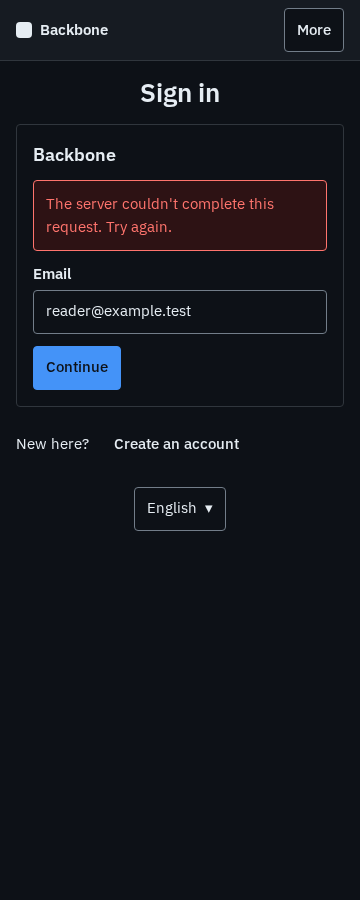 Backbone
More
Sign in
Backbone
The server couldn't complete this
request. Try again.
Email
reader@example.test
Continue
New here? Create an account
English ▾